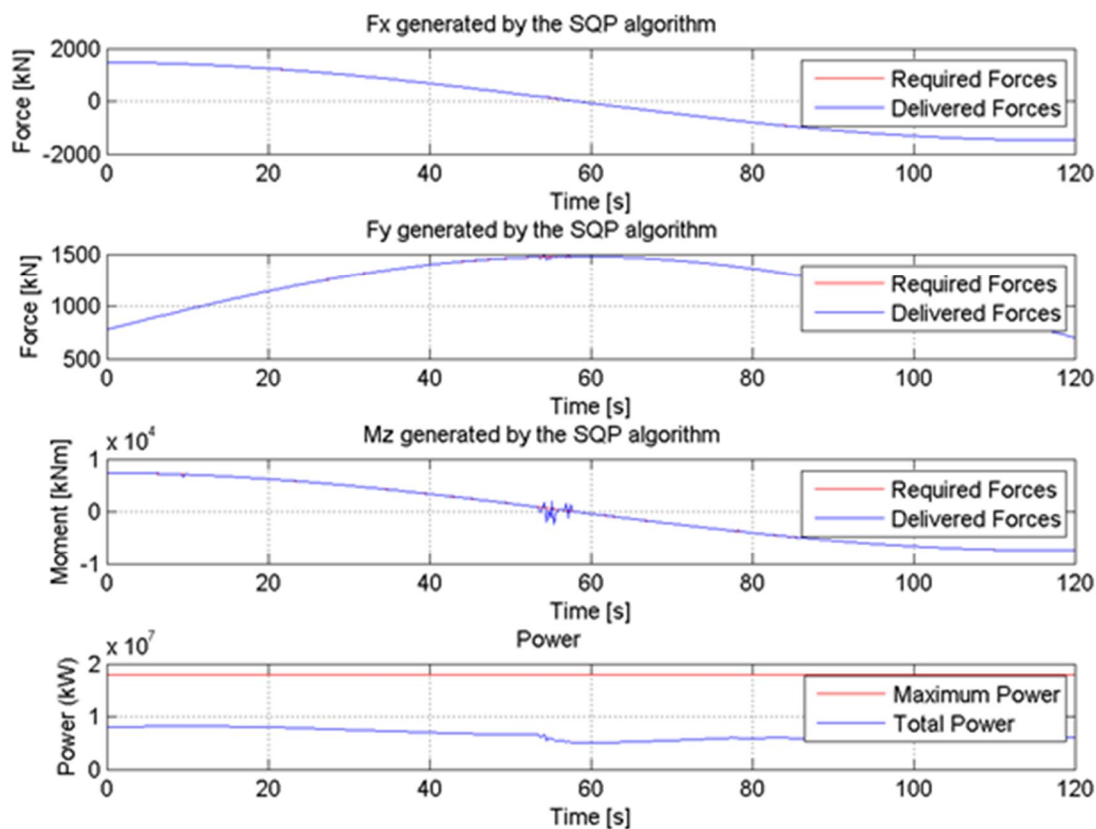 Fx generated by the SQP algorithm
2000
0
-2000
Force [kN]
Required Forces
Delivered Forces
0 20 40 60 80 100 120
Time [s]
Fy generated by the SQP algorithm
1500
1000
500
Force [kN]
Required Forces
Delivered Forces
0 20 40 60 80 100 120
Time [s]
Mz generated by the SQP algorithm
x 10^4
1
0
-1
Moment [kNm]
Required Forces
Delivered Forces
0 20 40 60 80 100 120
Time [s]
Power
x 10^7
2
1
0
Power (kW)
Maximum Power
Total Power
0 20 40 60 80 100 120
Time [s]